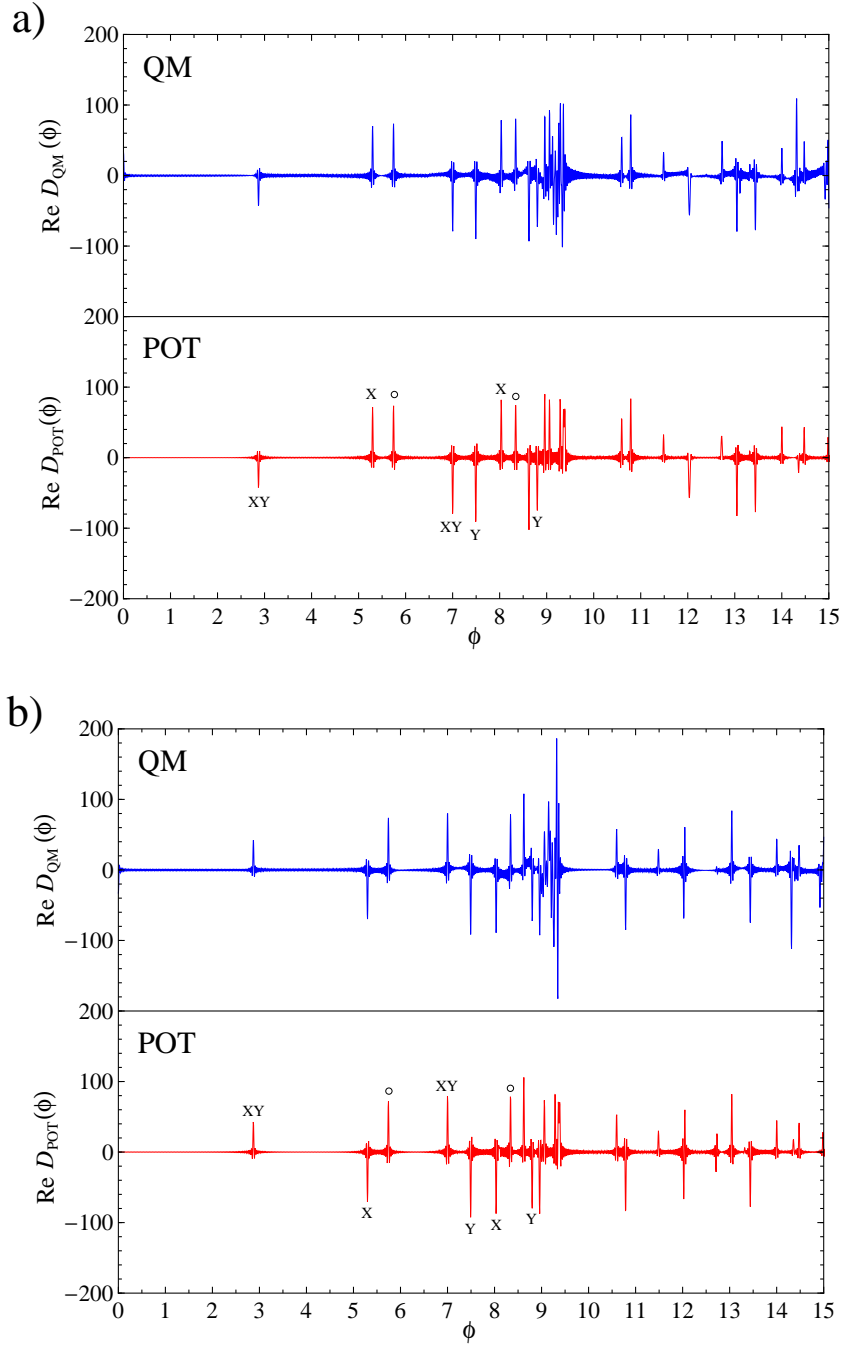 a)
200
QM
100
0
−100
Re D_QM (ϕ)
200
POT
X
○
X
○
100
0
XY
XY
Y
Y
−100
−200
Re D_POT(ϕ)
0 1 2 3 4 5 6 7 8 9 10 11 12 13 14 15
ϕ
b)
200
QM
100
0
−100
Re D_QM (ϕ)
200
POT
XY
○
XY
○
100
0
X
Y
X
Y
−100
−200
Re D_POT(ϕ)
0 1 2 3 4 5 6 7 8 9 10 11 12 13 14 15
ϕ